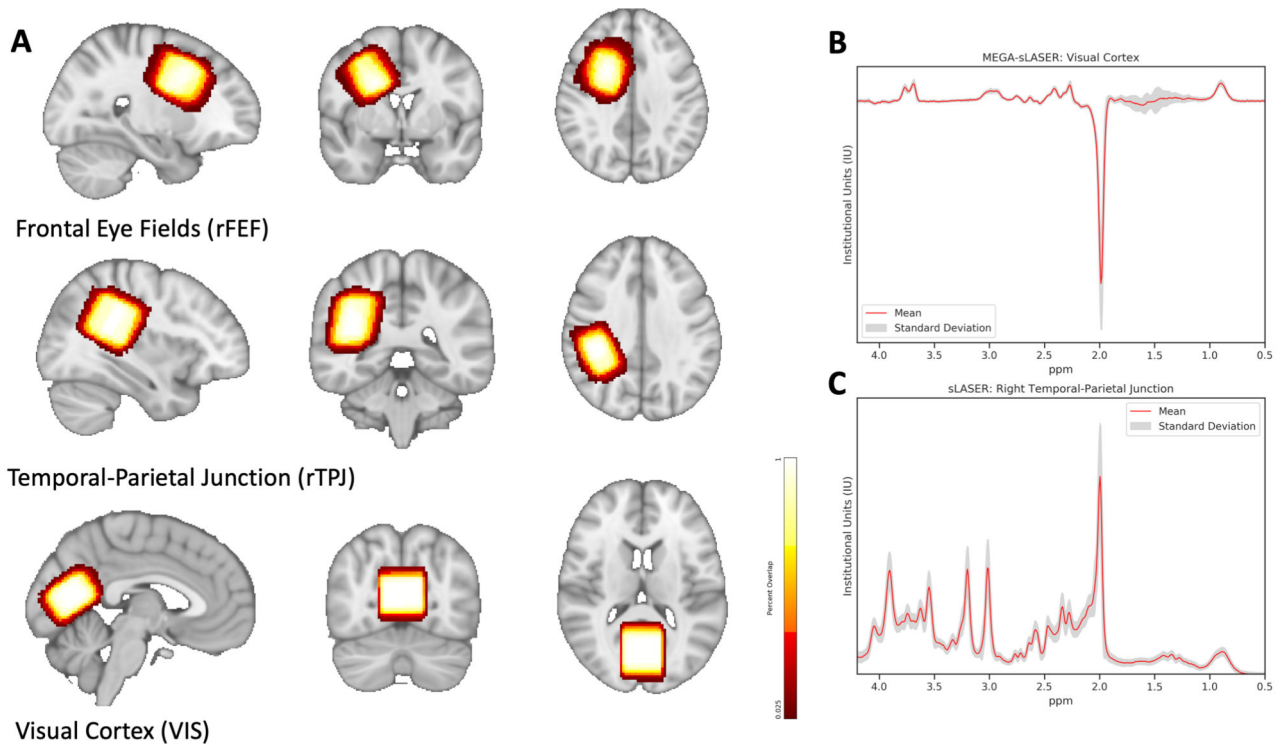 A
Frontal Eye Fields (rFEF)
Temporal-Parietal Junction (rTPJ)
Visual Cortex (VIS)
1
Percent Overlap
0.025
B
MEGA-sLASER: Visual Cortex
Institutional Units (IU)
Mean
Standard Deviation
4.0 3.5 3.0 2.5 2.0 1.5 1.0 0.5
ppm
C
sLASER: Right Temporal-Parietal Junction
Institutional Units (IU)
Mean
Standard Deviation
4.0 3.5 3.0 2.5 2.0 1.5 1.0 0.5
ppm